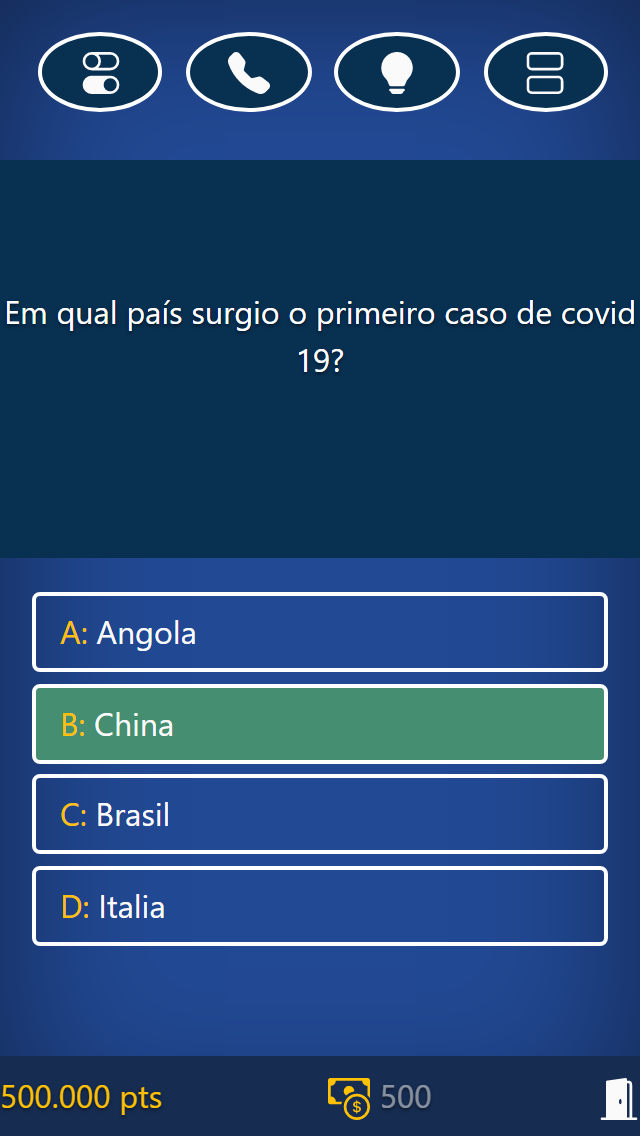 Em qual país surgio o primeiro caso de covid
19?
A: Angola
B: China
C: Brasil
D: Italia
500.000 pts
$ 500